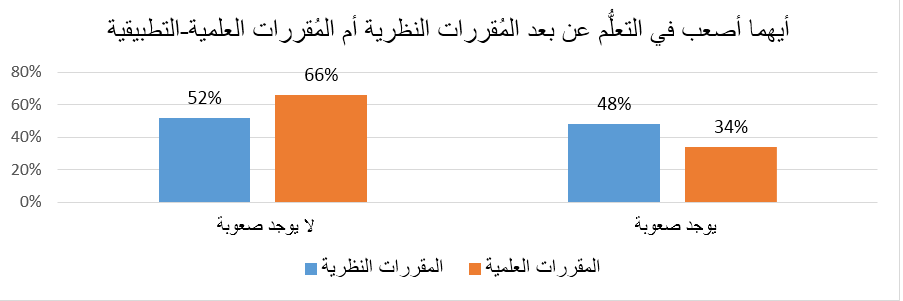 أيهما أصعب في التعلُّم عن بعد المُقررات النظرية أم المُقررات العلمية-التطبيقية
80%
60%
40%
20%
0%
52%
66%
48%
34%
لا يوجد صعوبة
يوجد صعوبة
المقررات النظرية
المقررات العلمية